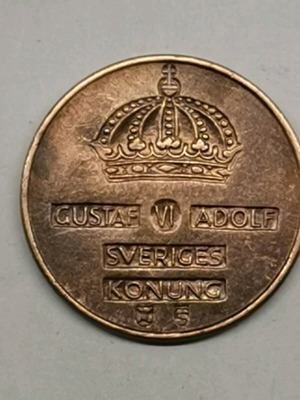 GUSTAF VI ADOLF
SVERIGES
KONUNG
S